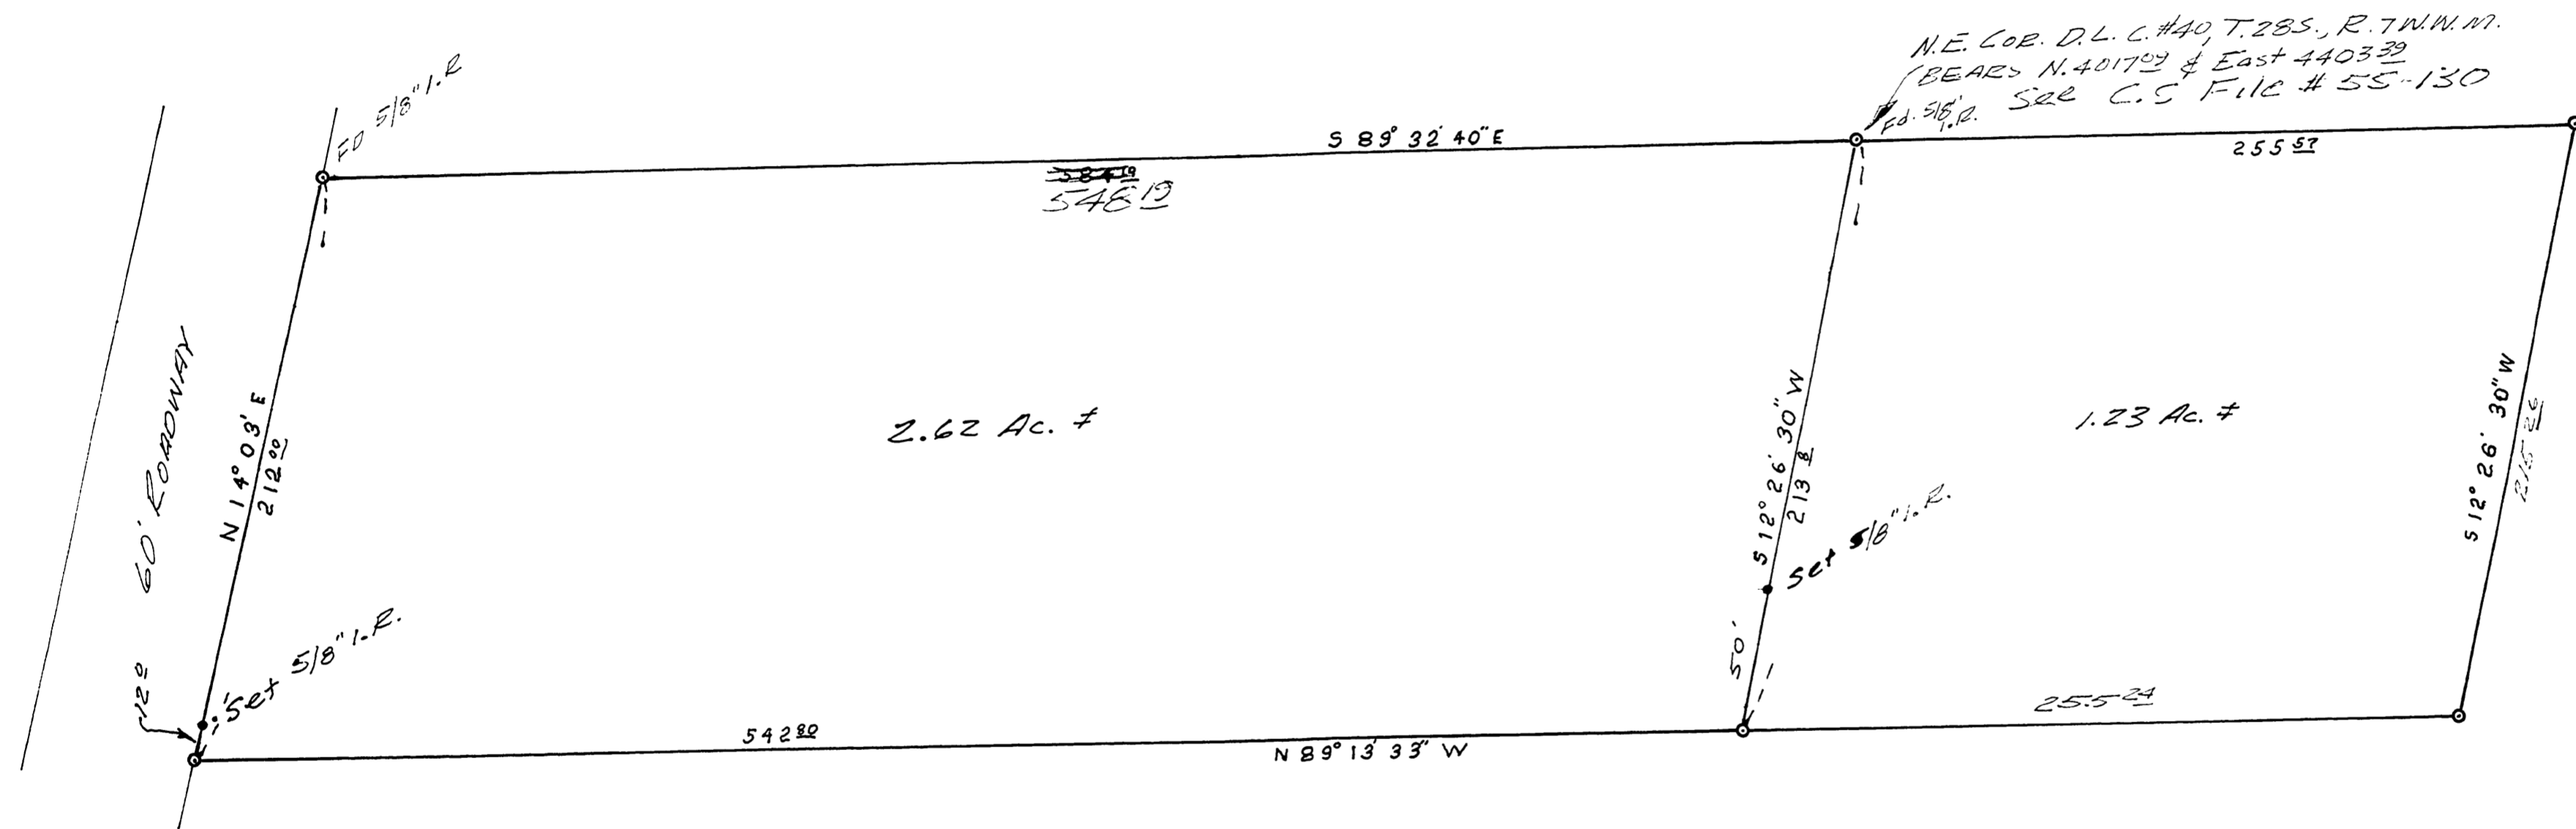 N.E. COR. D.L.C. #40, T.28S., R.7W.W.M.
BEARS N.4017 09 & East 4403 39
See C.S File # 55-130
Fd. 5/8" I.R.
FD 5/8" I.R
S 89° 32' 40" E
548 19
255 57
60' ROADWAY
N 14° 03' E
212 00
2.62 Ac. ±
S 12° 26' 30" W
213 8
1.23 Ac. ±
S 12° 26' 30" W
215 26
Set 5/8" I.R.
Set 5/8" I.R.
50'
12 0
542 80
N 89° 13' 33" W
255 24